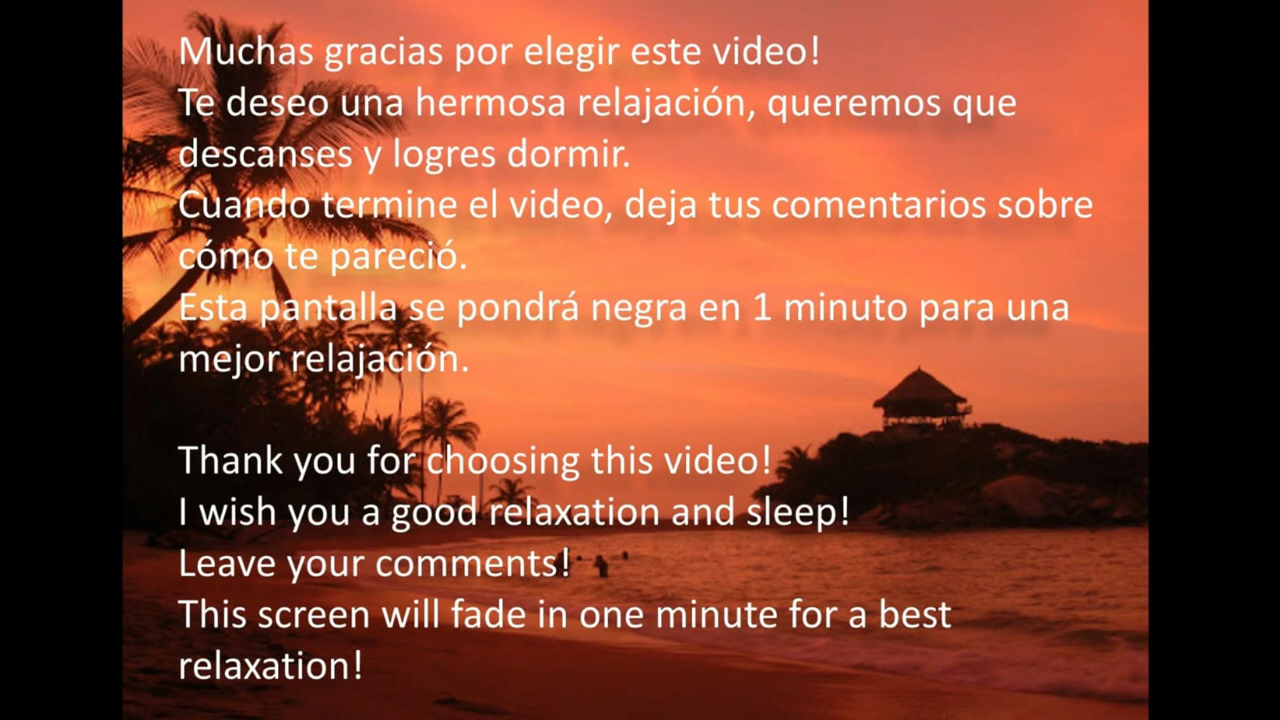 Muchas gracias por elegir este video!
Te deseo una hermosa relajación, queremos que
descanses y logres dormir.
Cuando termine el video, deja tus comentarios sobre
cómo te pareció.
Esta pantalla se pondrá negra en 1 minuto para una
mejor relajación.
Thank you for choosing this video!
I wish you a good relaxation and sleep!
Leave your comments!
This screen will fade in one minute for a best
relaxation!